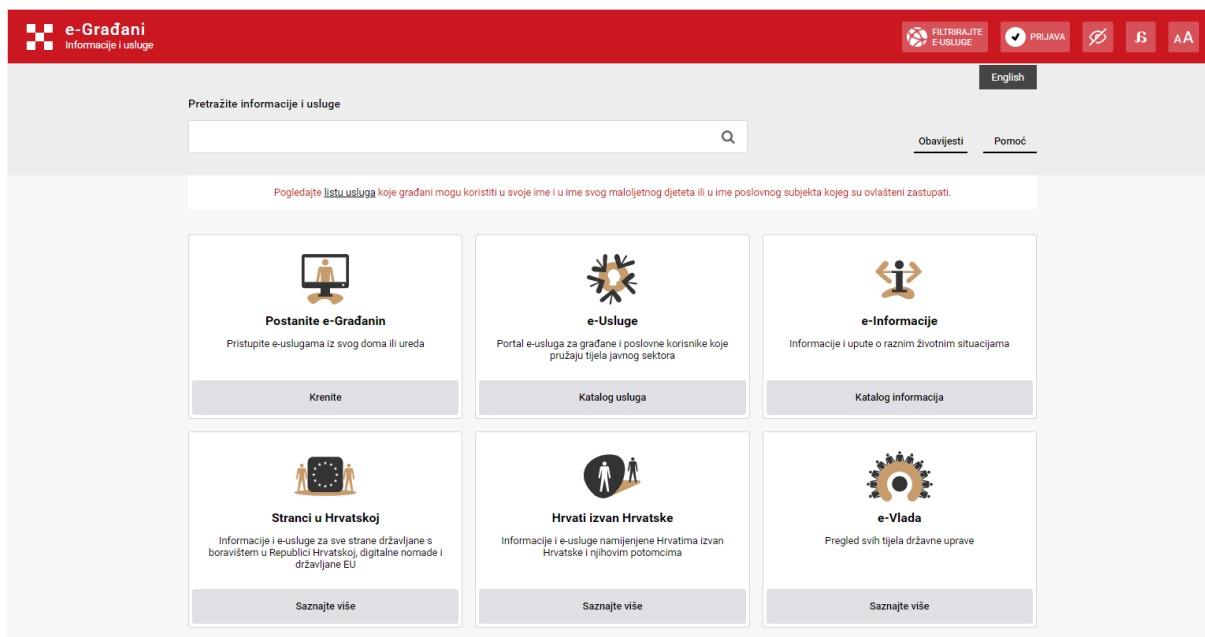 e-Građani
Informacije i usluge
FILTRIRAJTE
E-USLUGE
PRIJAVA
AA
English
Pretražite informacije i usluge
Obavijesti
Pomoć
Pogledajte listu usluga koje građani mogu koristiti u svoje ime i u ime svog maloljetnog djeteta ili u ime poslovnog subjekta kojeg su ovlašteni zastupati.
Postanite e-Građanin
Pristupite e-uslugama iz svog doma ili ureda
Krenite
e-Usluge
Portal e-usluga za građane i poslovne korisnike koje
pružaju tijela javnog sektora
Katalog usluga
e-Informacije
Informacije i upute o raznim životnim situacijama
Katalog informacija
Stranci u Hrvatskoj
Informacije i e-usluge za sve strane državljane s
boravištem u Republici Hrvatskoj, digitalne nomade i
državljane EU
Saznajte više
Hrvati izvan Hrvatske
Informacije i e-usluge namijenjene Hrvatima izvan
Hrvatske i njihovim potomcima
Saznajte više
e-Vlada
Pregled svih tijela državne uprave
Saznajte više